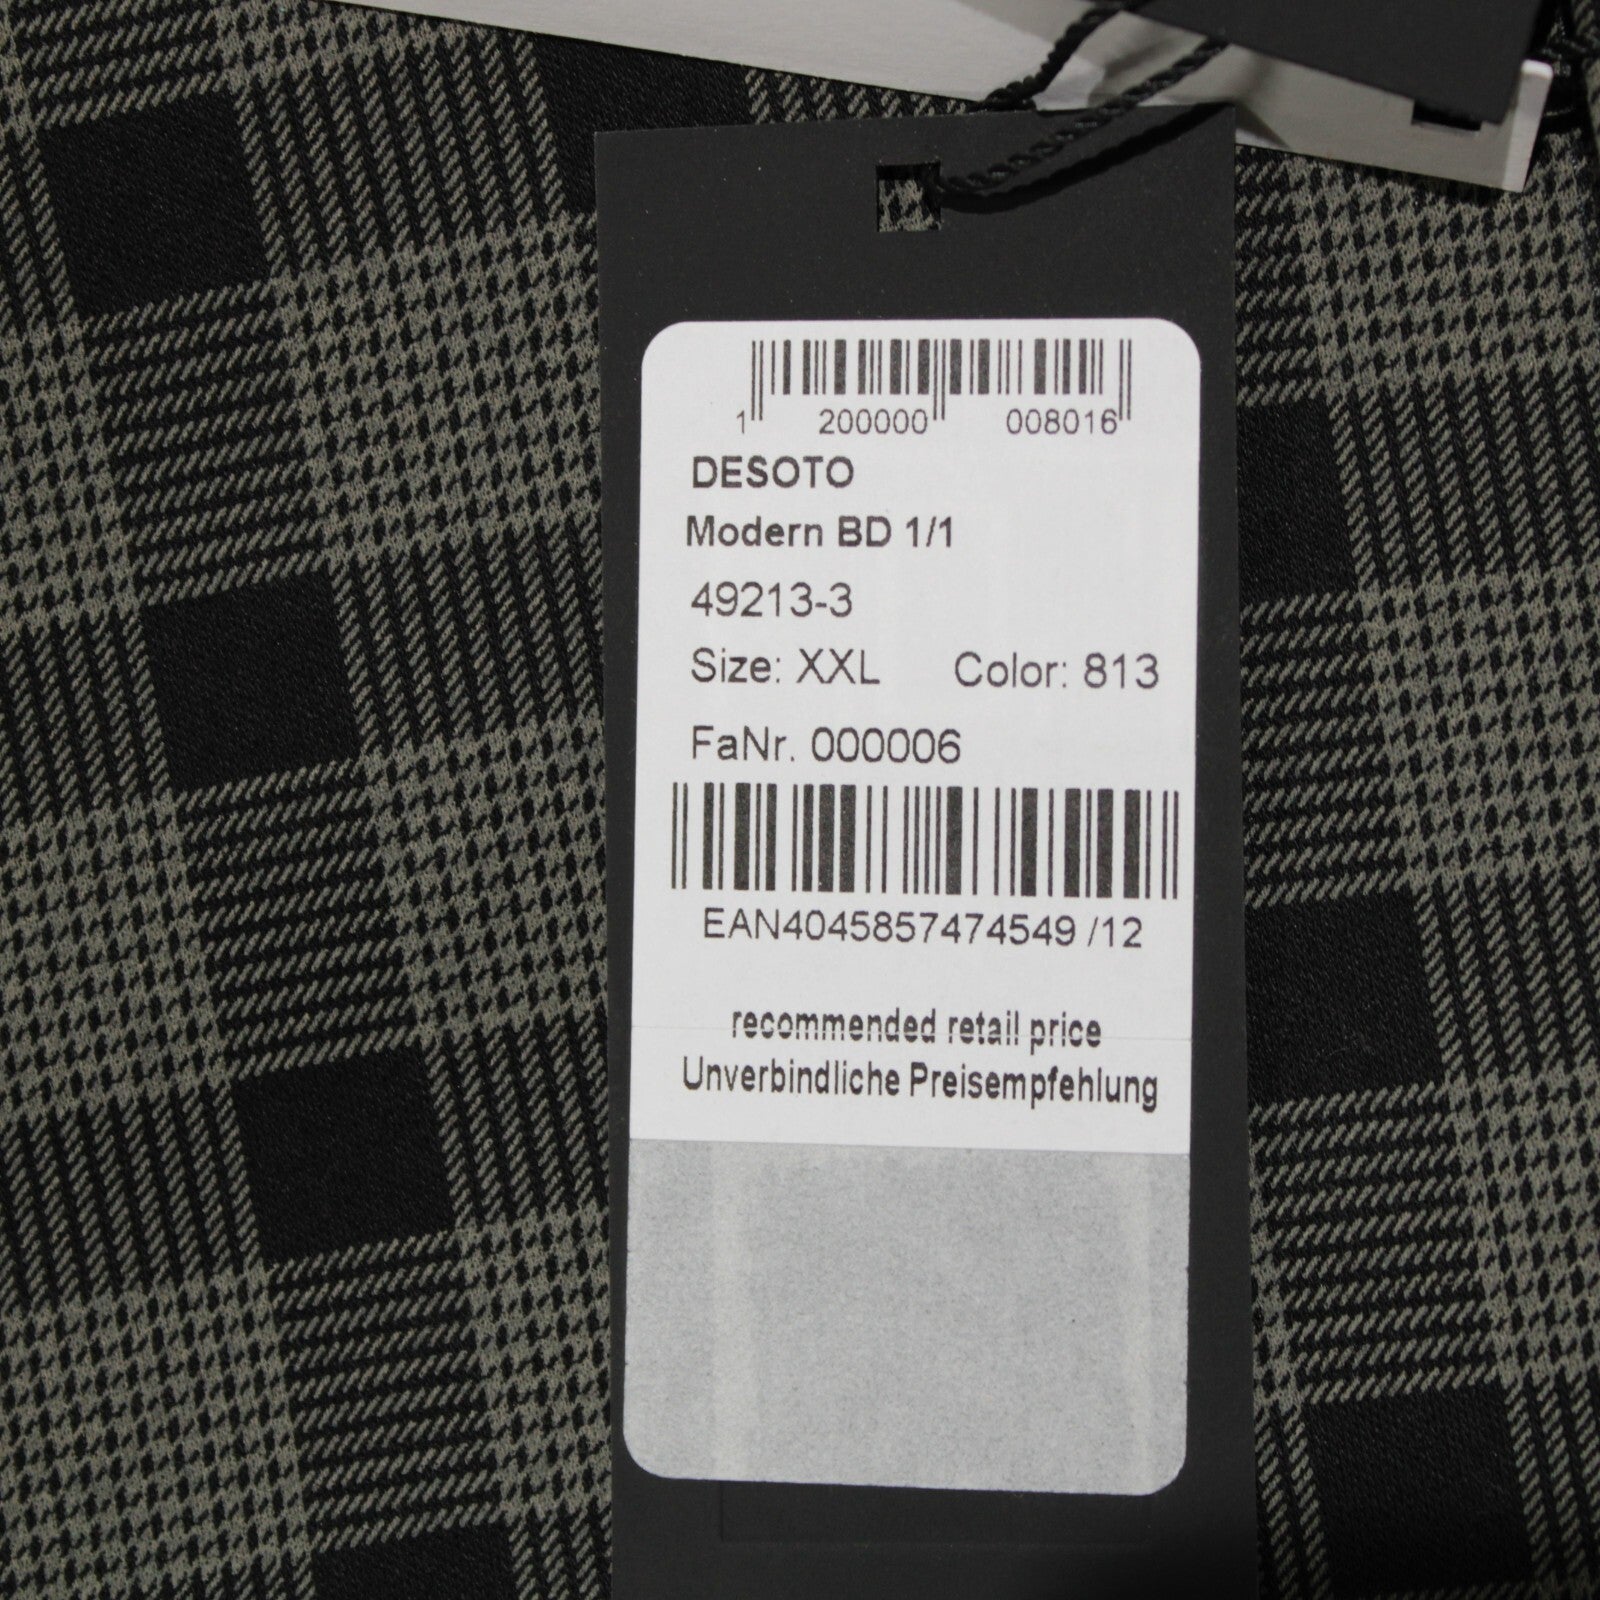 1 200000 008016
DESOTO
Modern BD 1/1
49213-3
Size: XXL Color: 813
FaNr. 000006
EAN4045857474549 /12
recommended retail price
Unverbindliche Preisempfehlung